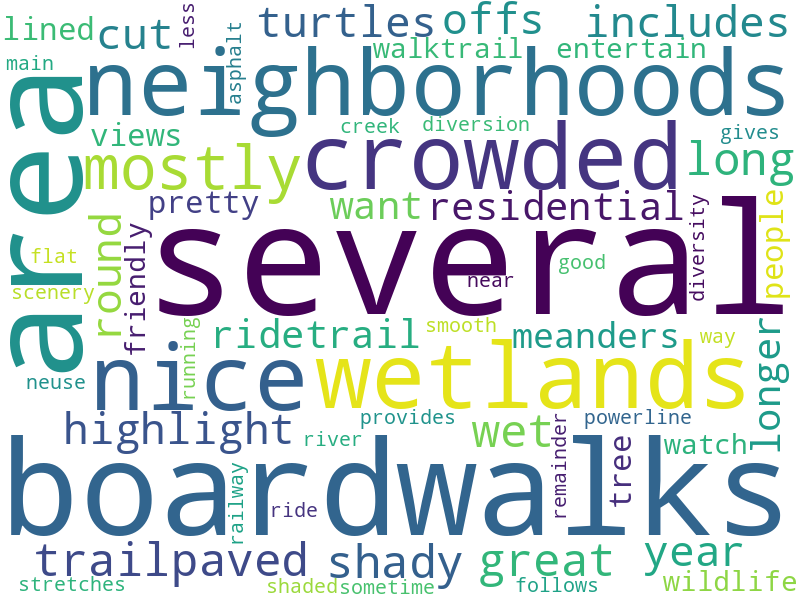 lined
cut
less
turtles
offs
includes
main
asphalt
walktrail
entertain
area
neighborhoods
views
creek
diversion
gives
mostly
crowded
long
round
pretty
friendly
want
residential
diversity
people
several
flat
scenery
near
good
neuse
running
ridetrail
smooth
meanders
way
longer
nice
wetlands
highlight
river
provides
wet
remainder
powerline
tree
watch
boardwalks
railway
ride
trailpaved
shady
great
year
stretches
shaded
sometime
follows
wildlife